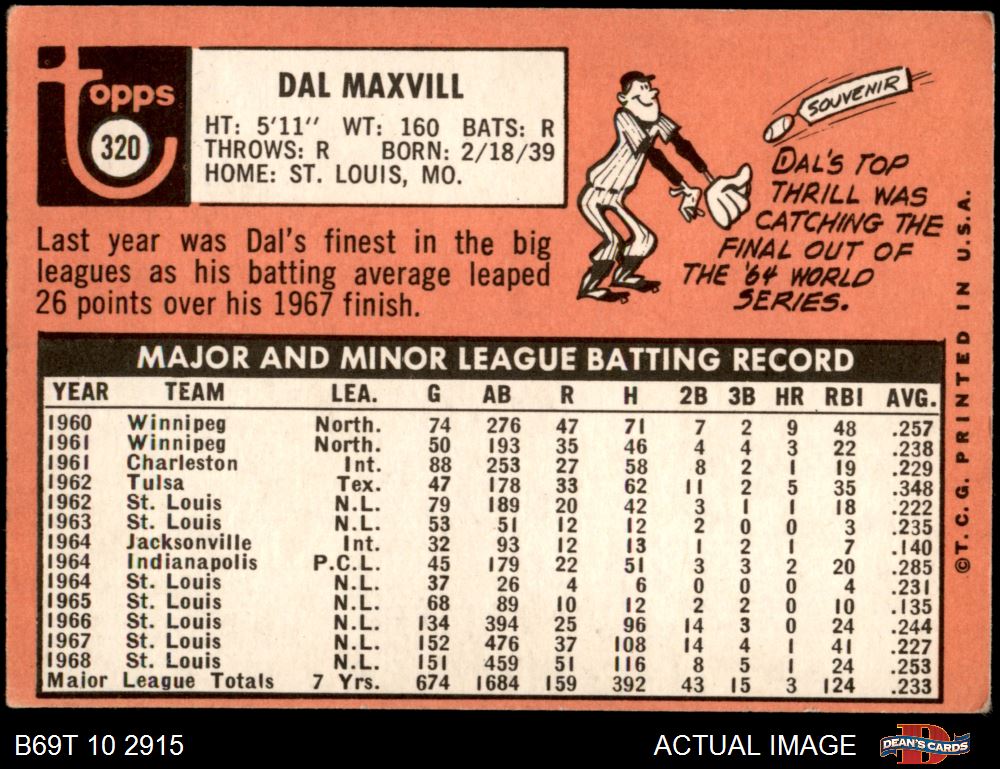 Topps
320
DAL MAXVILL
HT: 5'11" WT: 160 BATS: R
THROWS: R BORN: 2/18/39
HOME: ST. LOUIS, MO.
Last year was Dal's finest in the big
leagues as his batting average leaped
26 points over his 1967 finish.
SOUVENIR
DAL'S TOP
THRILL WAS
CATCHING THE
FINAL OUT OF
THE '64 WORLD
SERIES.
MAJOR AND MINOR LEAGUE BATTING RECORD
YEAR TEAM LEA. G AB R H 2B 3B HR RBI AVG.
1960 Winnipeg North. 74 276 47 71 7 2 9 48 .257
1961 Winnipeg North. 50 193 35 46 4 4 3 22 .238
1961 Charleston Int. 88 253 27 58 8 2 1 19 .229
1962 Tulsa Tex. 47 178 33 62 11 2 5 35 .348
1962 St. Louis N.L. 79 189 20 42 3 1 1 18 .222
1963 St. Louis N.L. 53 51 12 12 2 0 0 3 .235
1964 Jacksonville Int. 32 93 12 13 1 2 1 7 .140
1964 Indianapolis P.C.L. 45 179 22 51 3 3 2 20 .285
1964 St. Louis N.L. 37 26 4 6 0 0 0 4 .231
1965 St. Louis N.L. 68 89 10 12 2 2 0 10 .135
1966 St. Louis N.L. 134 394 25 96 14 3 0 24 .244
1967 St. Louis N.L. 152 476 37 108 14 4 1 41 .227
1968 St. Louis N.L. 151 459 51 116 8 5 1 24 .253
Major League Totals 7 Yrs. 674 1684 159 392 43 15 3 124 .233
©T.C.G. PRINTED IN U.S.A.
B69T 10 2915
ACTUAL IMAGE
DEAN'S CARDS